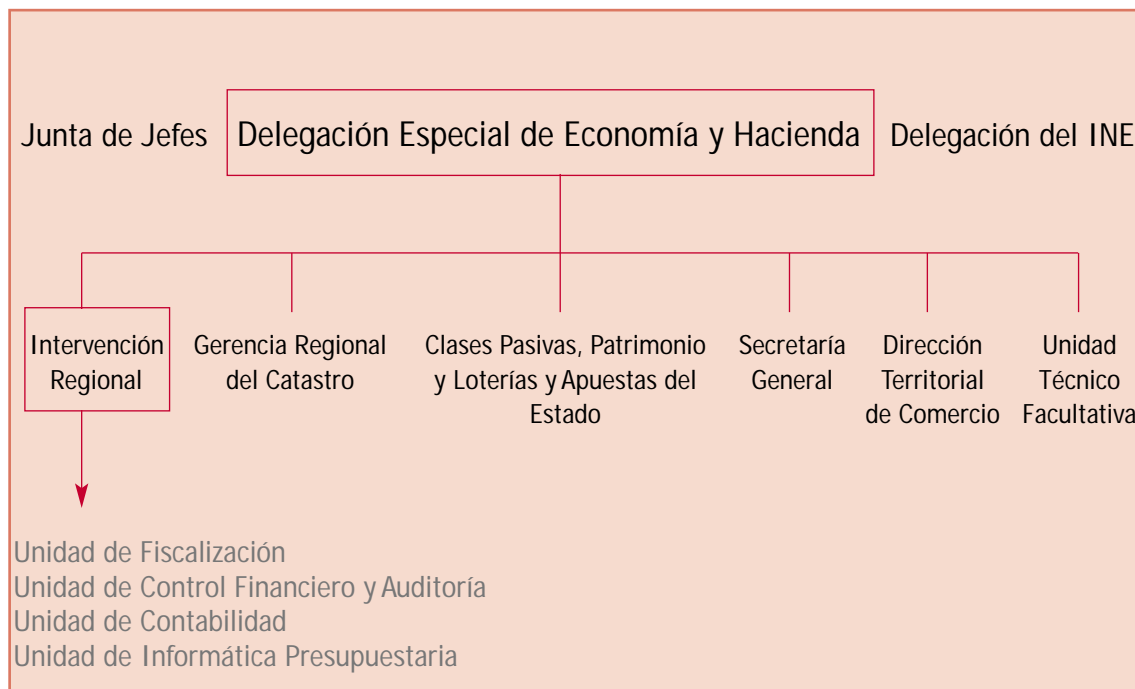 Junta de Jefes
Delegación Especial de Economía y Hacienda
Delegación del INE
Intervención
Regional
Gerencia Regional
del Catastro
Clases Pasivas, Patrimonio
y Loterías y Apuestas del
Estado
Secretaría
General
Dirección
Territorial
de Comercio
Unidad
Técnico
Facultativa
Unidad de Fiscalización
Unidad de Control Financiero y Auditoría
Unidad de Contabilidad
Unidad de Informática Presupuestaria